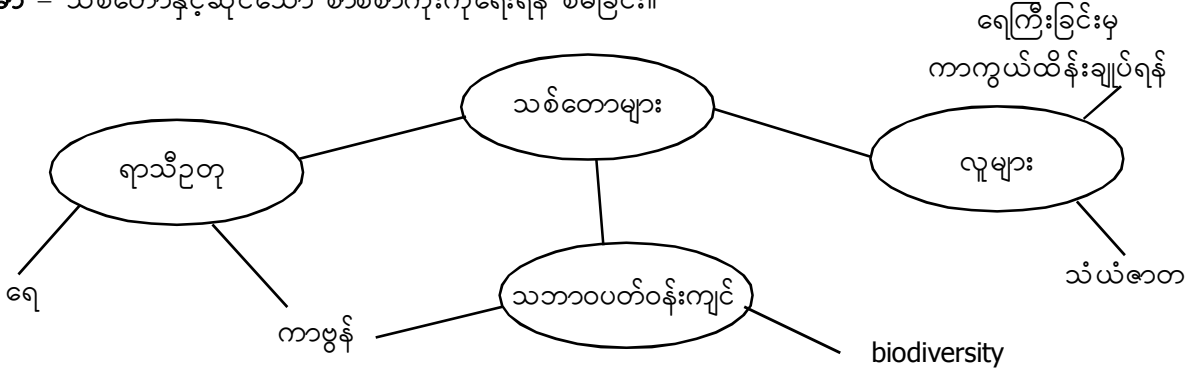 – သစ်တောနှင့်ဆိုင်သော စာစီစာကုံးကိုရေးရန် စီမံခြင်း။
ရေကြီးခြင်းမှ
ကာကွယ်ထိန်းချုပ်ရန်
သစ်တောများ
ရာသီဥတု
လူများ
သံယံဇာတ
ရေ
သဘာဝပတ်ဝန်းကျင်
ကာဗွန်
biodiversity